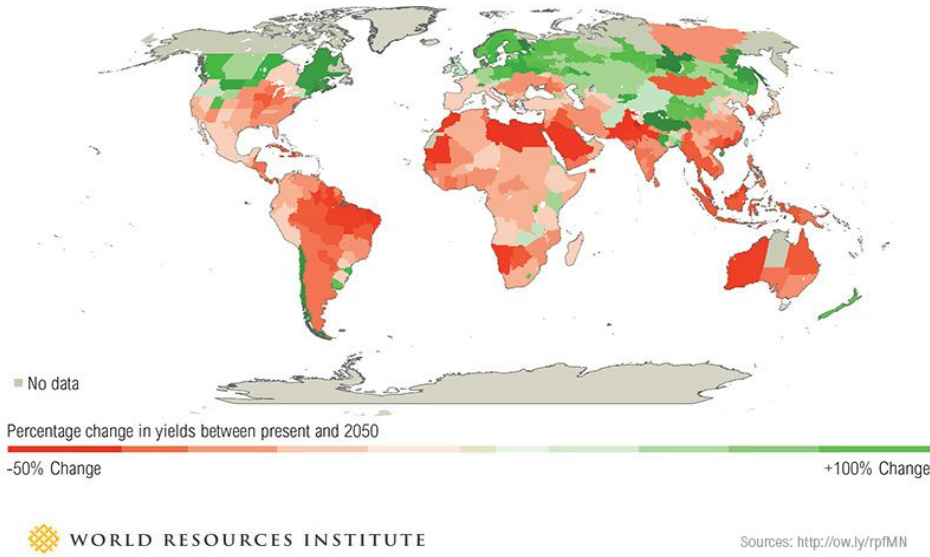 No data
Percentage change in yields between present and 2050
-50% Change
+100% Change
WORLD RESOURCES INSTITUTE
Sources: http://ow.ly/rpfMN